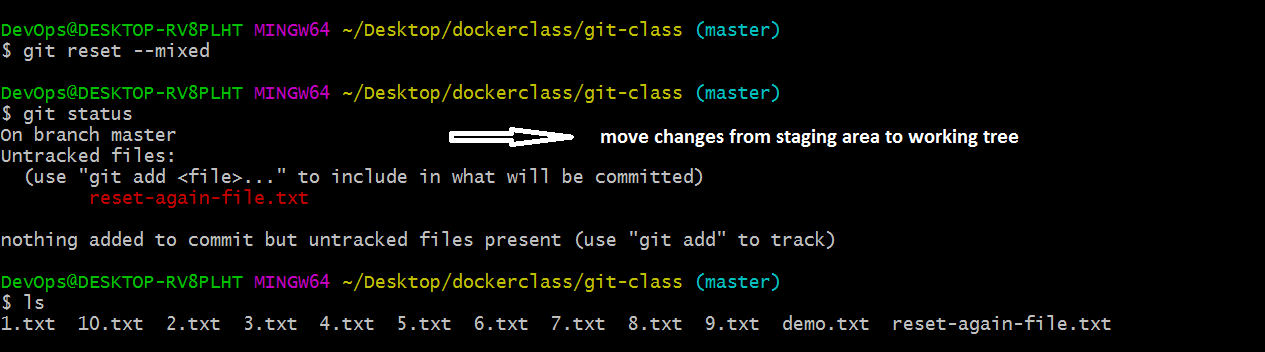 DevOps@DESKTOP-RV8PLHT MINGW64 ~/Desktop/dockerclass/git-class (master)
$ git reset --mixed
DevOps@DESKTOP-RV8PLHT MINGW64 ~/Desktop/dockerclass/git-class (master)
$ git status
On branch master
move changes from staging area to working tree
Untracked files:
(use "git add <file>..." to include in what will be committed)
reset-again-file.txt
nothing added to commit but untracked files present (use "git add" to track)
DevOps@DESKTOP-RV8PLHT MINGW64 ~/Desktop/dockerclass/git-class (master)
$ ls
1.txt  10.txt  2.txt  3.txt  4.txt  5.txt  6.txt  7.txt  8.txt  9.txt  demo.txt  reset-again-file.txt